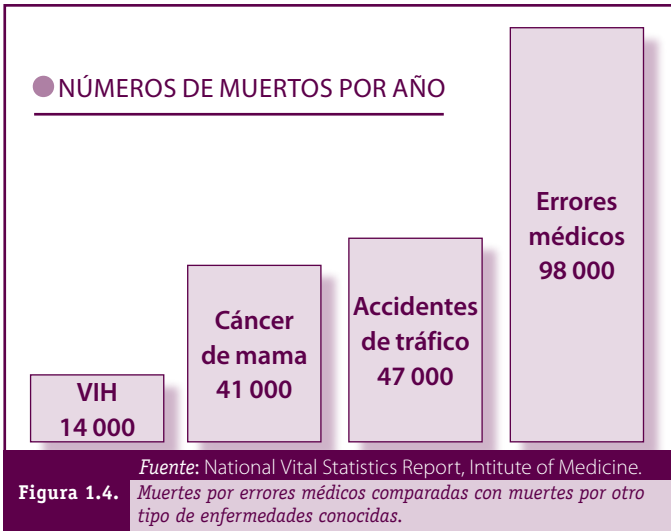 NÚMEROS DE MUERTOS POR AÑO
VIH
14 000
Cáncer
de mama
41 000
Accidentes
de tráfico
47 000
Errores
médicos
98 000
Fuente: National Vital Statistics Report, Intitute of Medicine.
Figura 1.4. Muertes por errores médicos comparadas con muertes por otro
tipo de enfermedades conocidas.